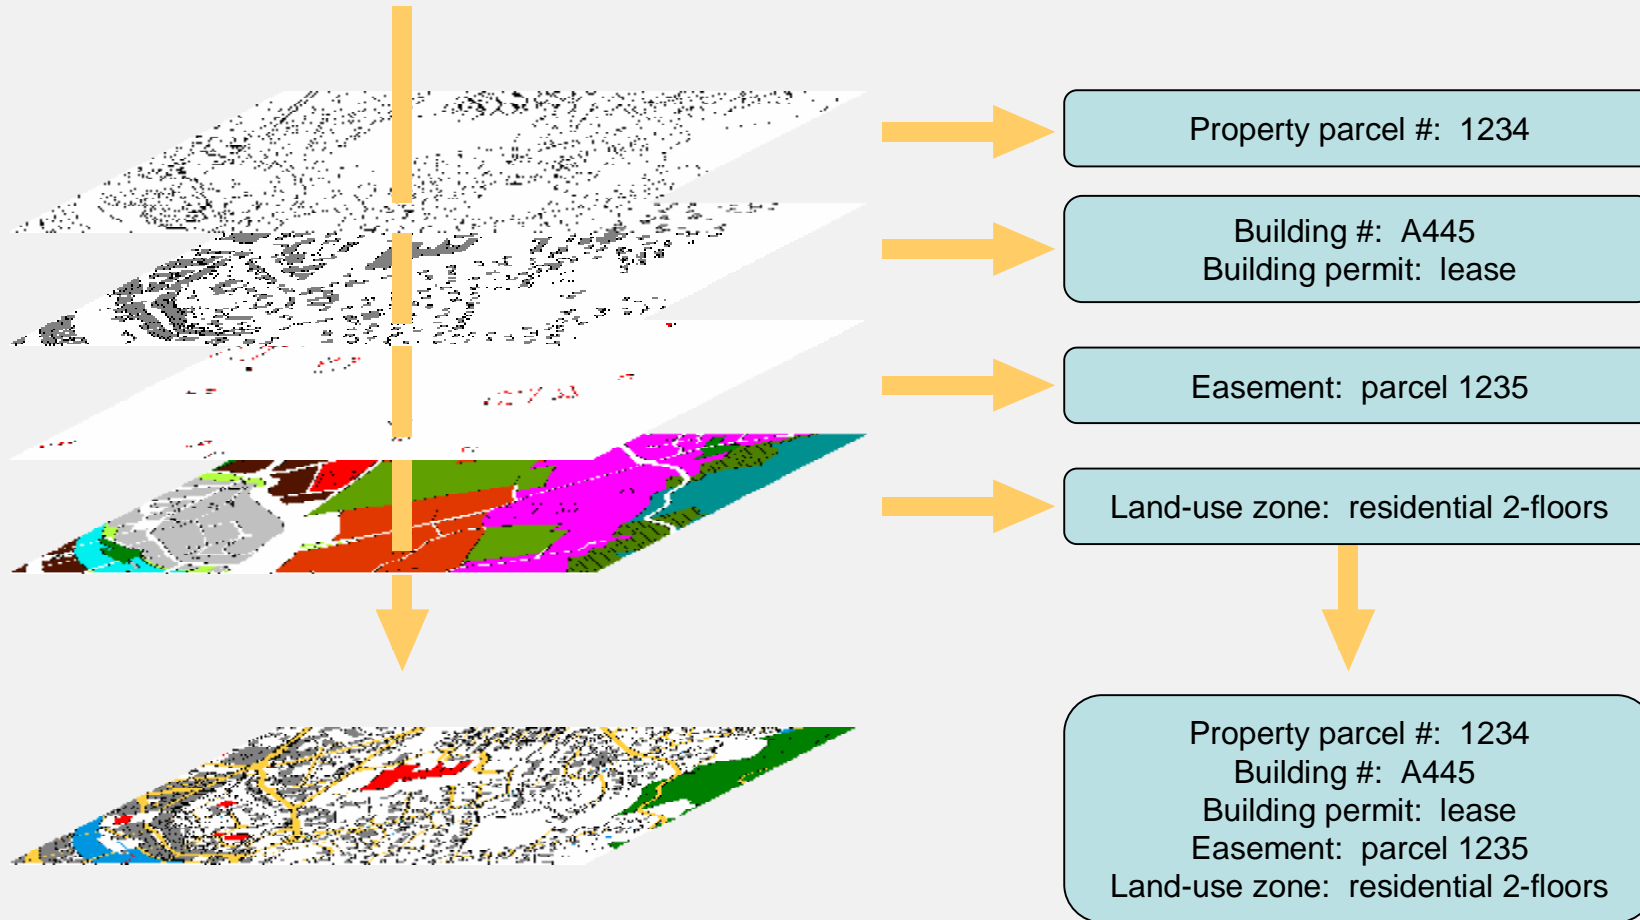 Property parcel #:  1234
Building #:  A445
Building permit:  lease
Easement:  parcel 1235
Land-use zone:  residential 2-floors
Property parcel #:  1234
Building #:  A445
Building permit:  lease
Easement:  parcel 1235
Land-use zone:  residential 2-floors